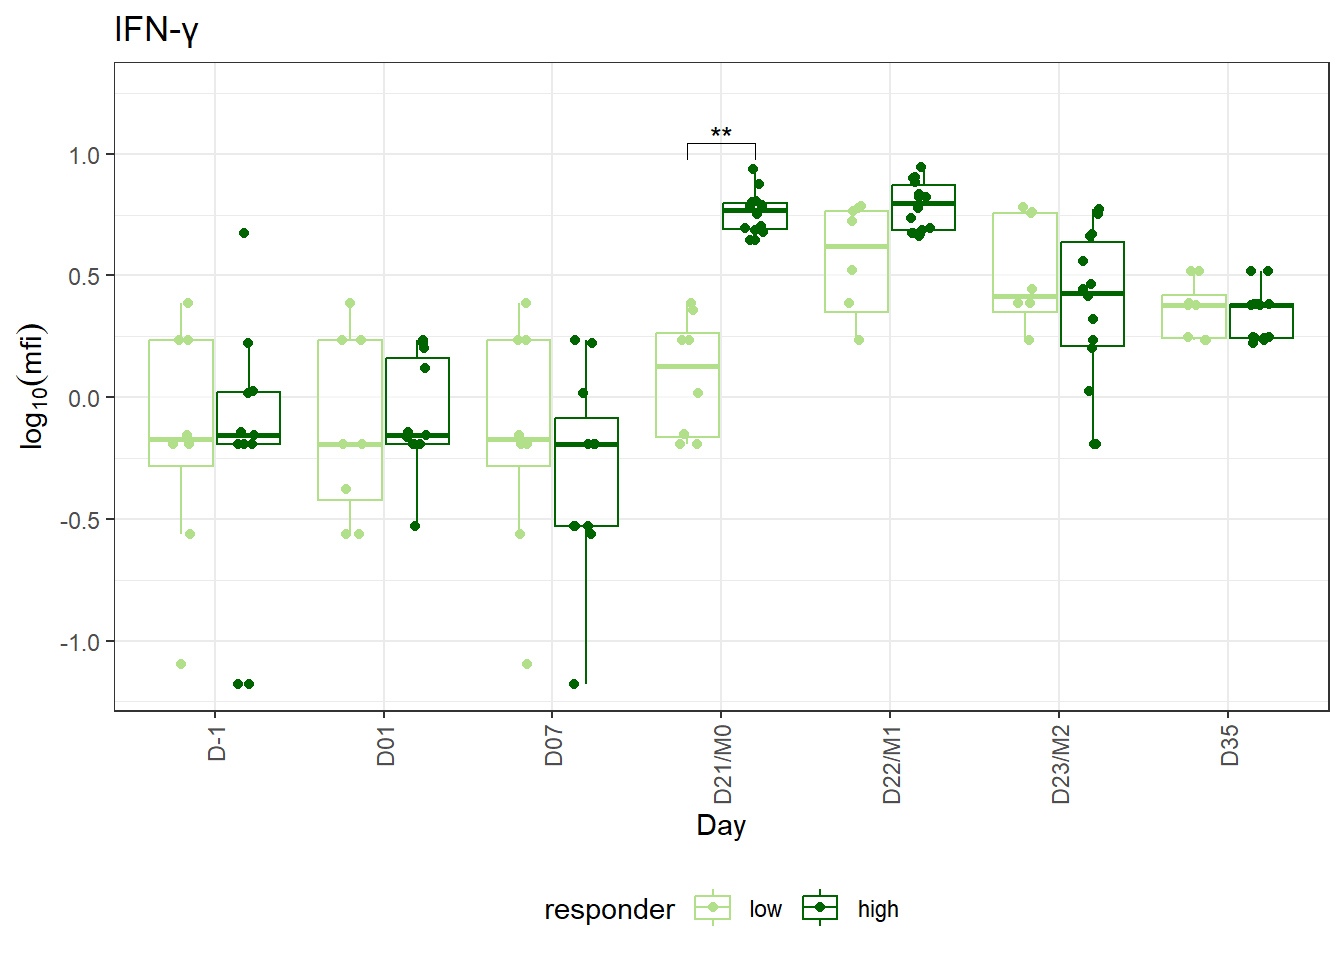 IFN-γ
**
1.0
0.5
0.0
-0.5
-1.0
log10(mfi)
D-1
D01
D07
D21/M0
D22/M1
D23/M2
D35
Day
responder low high